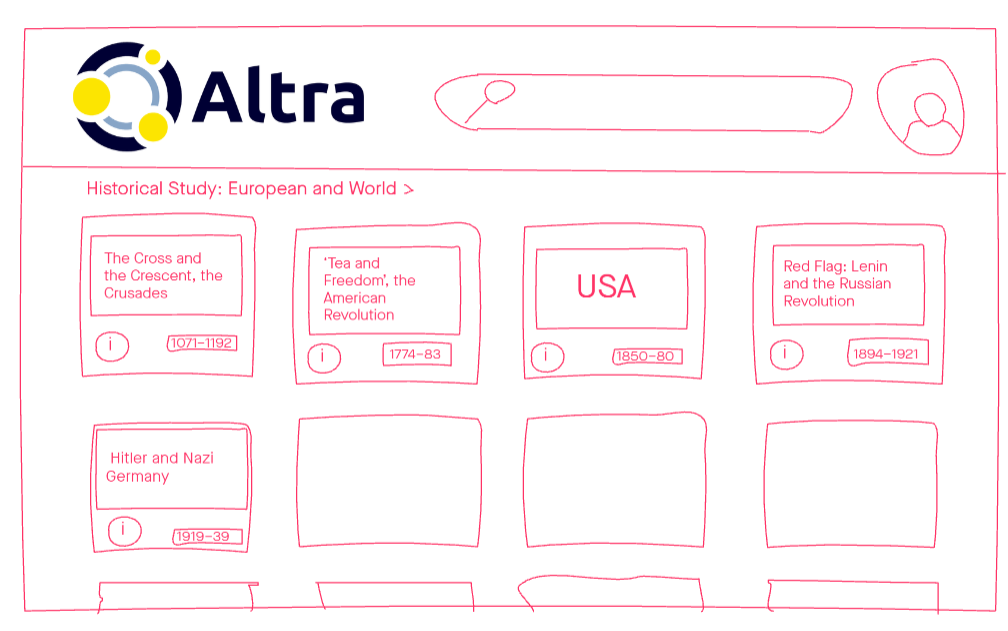 Altra
Historical Study: European and World >
The Cross and
the Crescent, the
Crusades
i
1071-1192
'Tea and
Freedom', the
American
Revolution
i
1774-83
USA
i
1850-80
Red Flag: Lenin
and the Russian
Revolution
i
1894-1921
Hitler and Nazi
Germany
i
1919-39